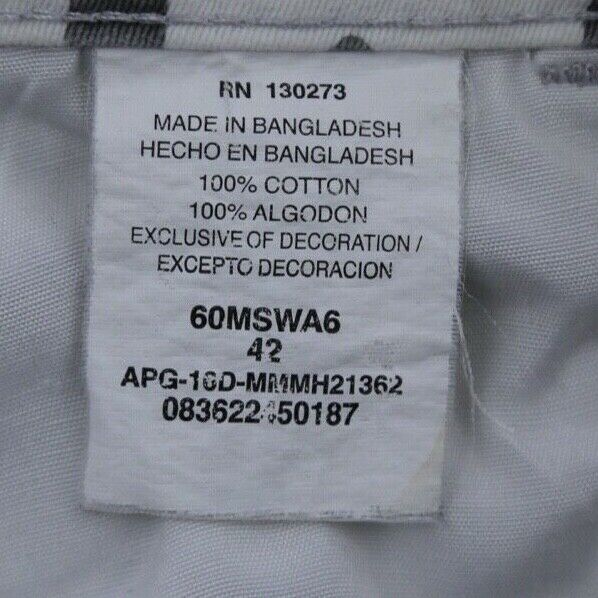 RN 130273
MADE IN BANGLADESH
HECHO EN BANGLADESH
100% COTTON
100% ALGODON
EXCLUSIVE OF DECORATION /
EXCEPTO DECORACION
60MSWA6
42
APG-16D-MMMH21362
083622450187